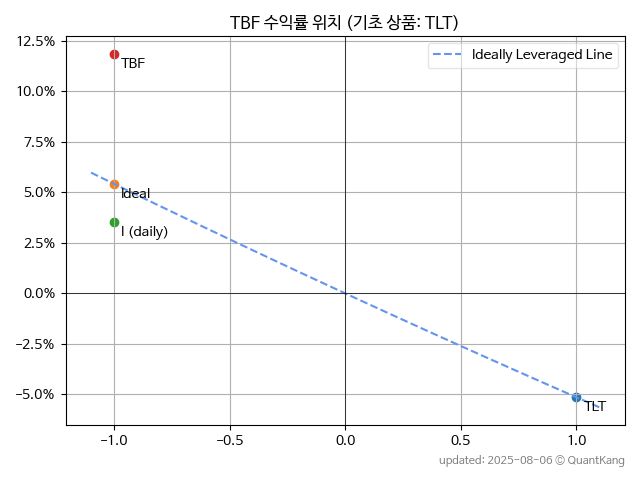 TBF 수익률 위치 (기초 상품: TLT)
12.5%
10.0%
7.5%
5.0%
2.5%
0.0%
−2.5%
−5.0%
Ideally Leveraged Line
TBF
Ideal
I (daily)
TLT
−1.0 −0.5 0.0 0.5 1.0
updated: 2025-08-06 © QuantKang